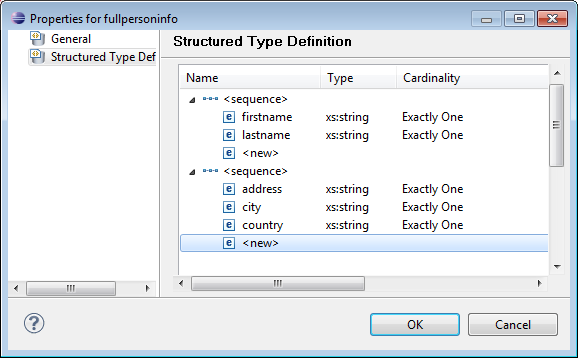 Properties for fullpersoninfo
General
Structured Type Def
Structured Type Definition
Name Type Cardinality
<sequence>
e firstname xs:string Exactly One
e lastname xs:string Exactly One
e <new>
<sequence>
e address xs:string Exactly One
e city xs:string Exactly One
e country xs:string Exactly One
e <new>
? OK Cancel